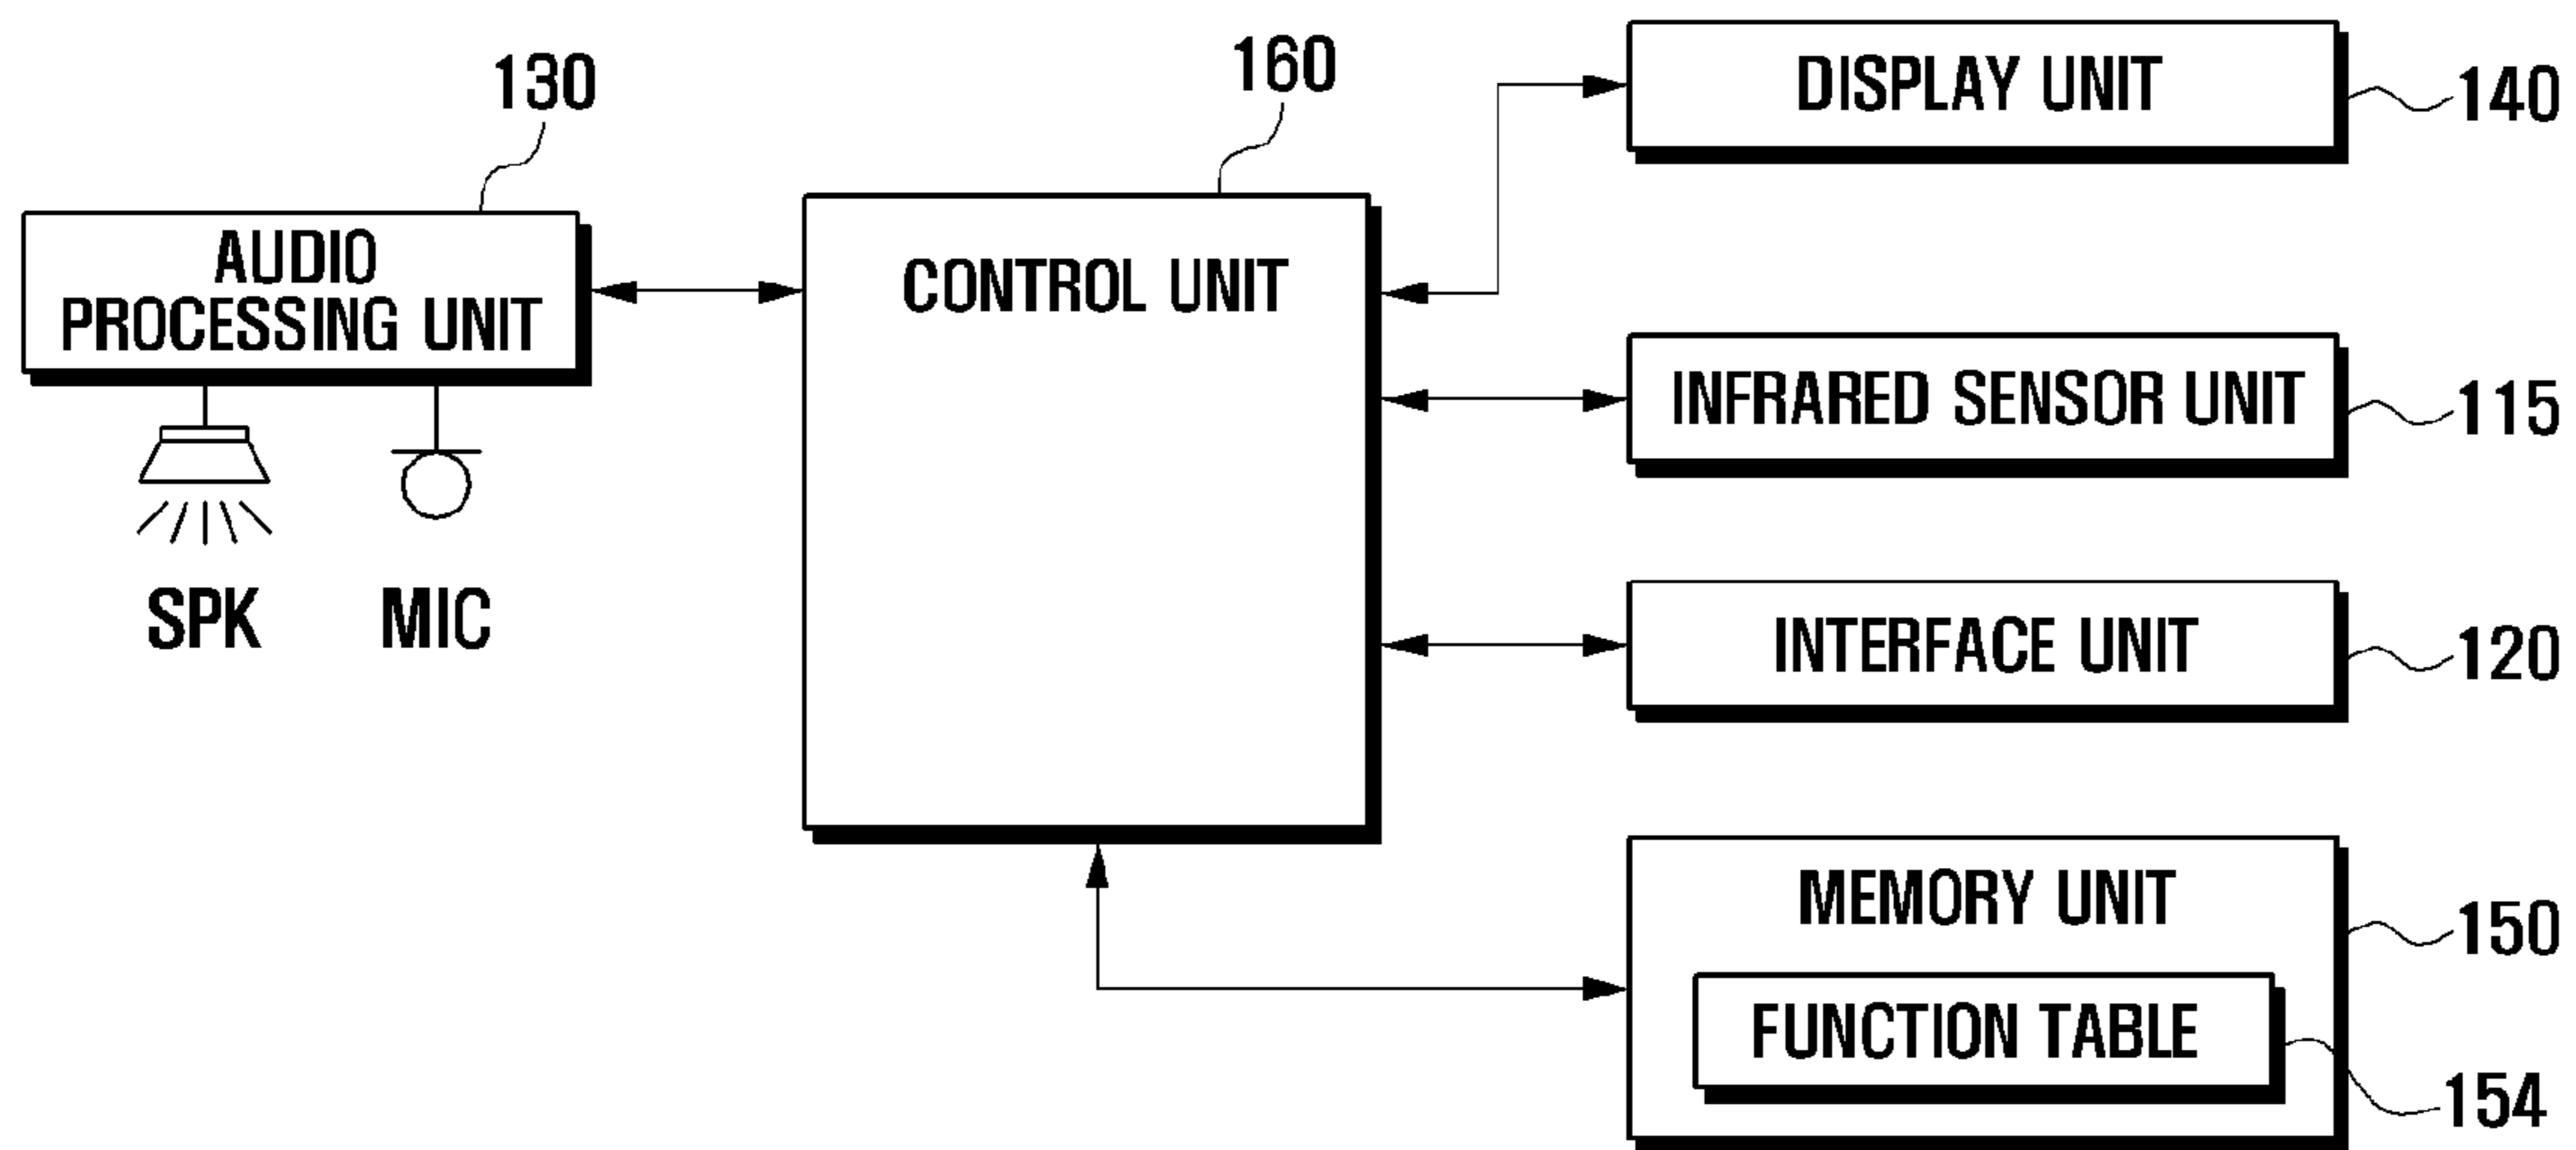 130
160
DISPLAY UNIT
140
AUDIO
PROCESSING UNIT
CONTROL UNIT
INFRARED SENSOR UNIT
115
SPK
MIC
INTERFACE UNIT
120
MEMORY UNIT
150
FUNCTION TABLE
154